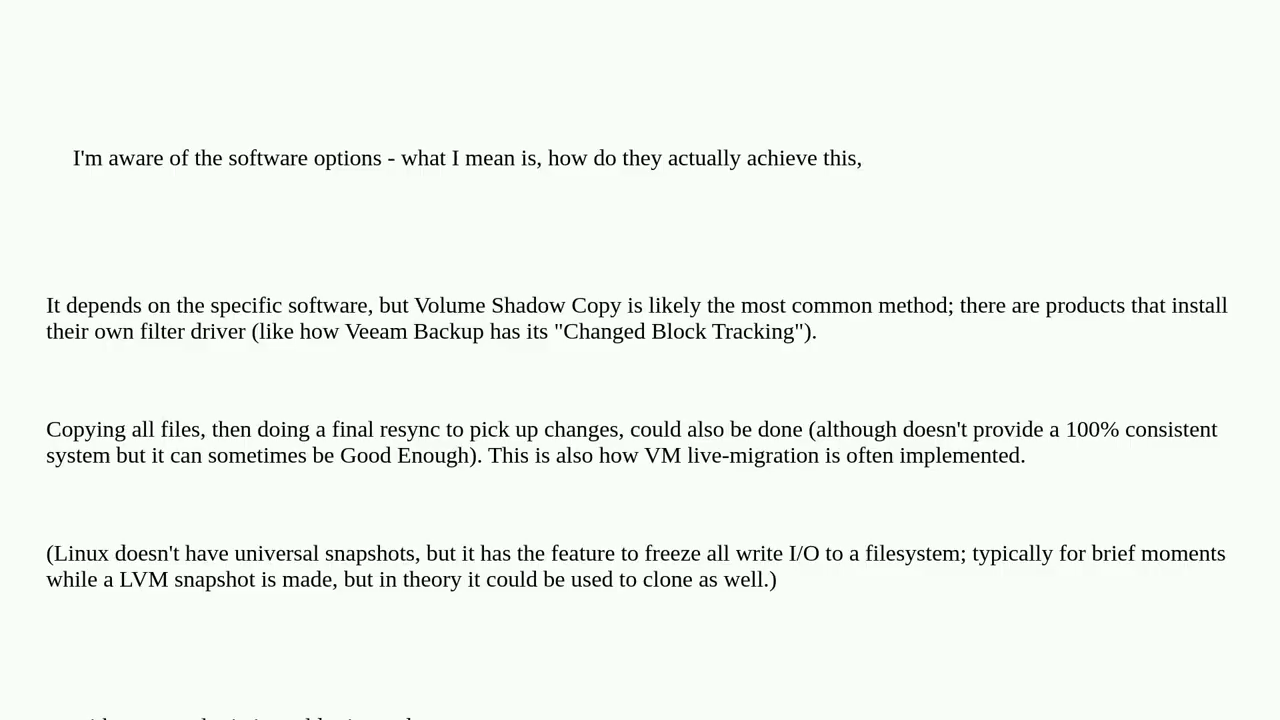 I'm aware of the software options - what I mean is, how do they actually achieve this,
It depends on the specific software, but Volume Shadow Copy is likely the most common method; there are products that install
their own filter driver (like how Veeam Backup has its "Changed Block Tracking").
Copying all files, then doing a final resync to pick up changes, could also be done (although doesn't provide a 100% consistent
system but it can sometimes be Good Enough). This is also how VM live-migration is often implemented.
(Linux doesn't have universal snapshots, but it has the feature to freeze all write I/O to a filesystem; typically for brief moments
while a LVM snapshot is made, but in theory it could be used to clone as well.)